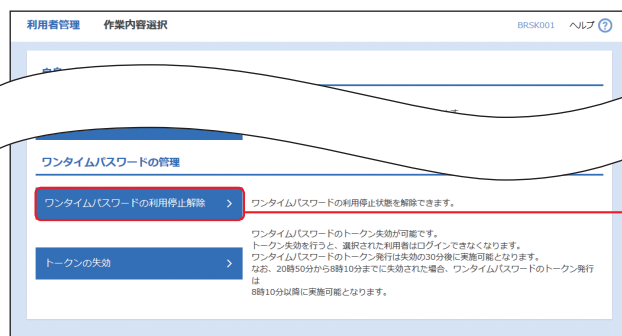 利用者管理 作業内容選択 BRSK001 ヘルプ ?
ワンタイムパスワードの管理
ワンタイムパスワードの利用停止解除 ワンタイムパスワードの利用停止状態を解除できます。
ワンタイムパスワードのトークン失効が可能です。
トークン失効を行うと、選択された利用者はログインできなくなります。
トークンの失効 ワンタイムパスワードのトークン発行は失効の30分後に実施可能となります。
なお、20時50分から8時10分までに失効された場合、ワンタイムパスワードのトークン発行
は
8時10分以降に実施可能となります。